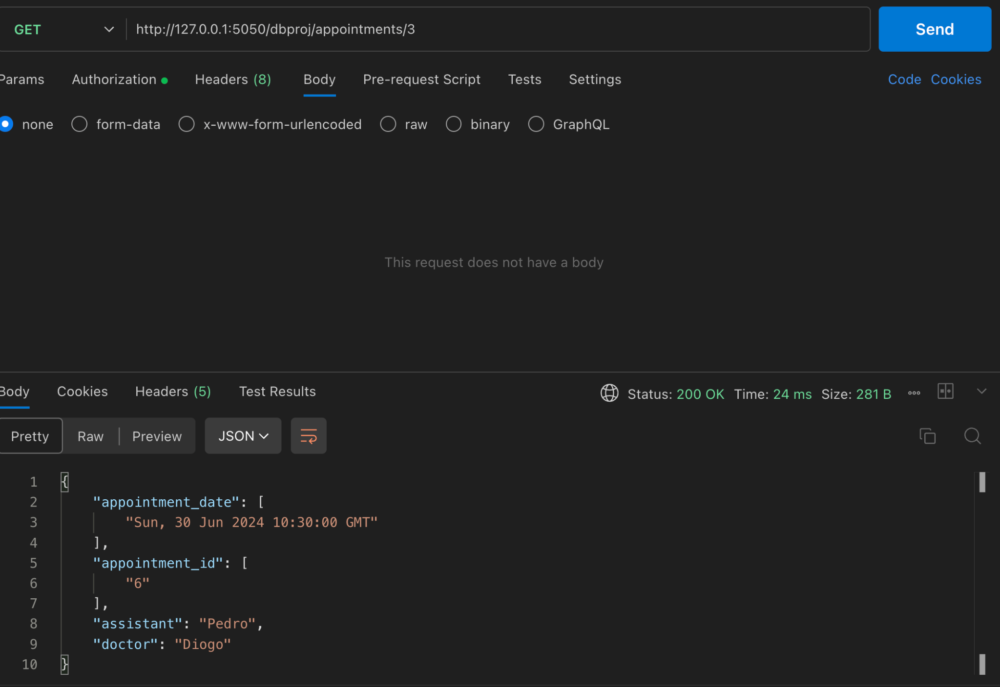 GET http://127.0.0.1:5050/dbproj/appointments/3 Send
Params Authorization Headers (8) Body Pre-request Script Tests Settings Code Cookies
none form-data x-www-form-urlencoded raw binary GraphQL
This request does not have a body
Body Cookies Headers (5) Test Results Status: 200 OK Time: 24 ms Size: 281 B
Pretty Raw Preview JSON
1 {
2 "appointment_date": [
3 "Sun, 30 Jun 2024 10:30:00 GMT"
4 ],
5 "appointment_id": [
6 "6"
7 ],
8 "assistant": "Pedro",
9 "doctor": "Diogo"
10 }